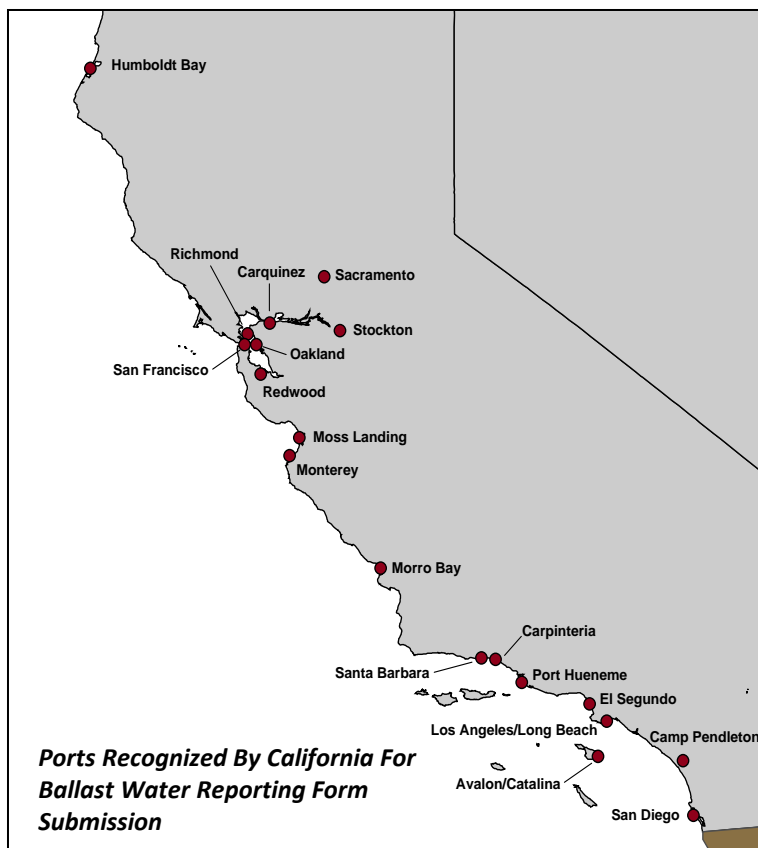 Humboldt Bay
Richmond
Carquinez
Sacramento
Stockton
Oakland
San Francisco
Redwood
Moss Landing
Monterey
Morro Bay
Carpinteria
Santa Barbara
Port Hueneme
El Segundo
Los Angeles/Long Beach
Camp Pendleton
Avalon/Catalina
San Diego
Ports Recognized By California For
Ballast Water Reporting Form
Submission